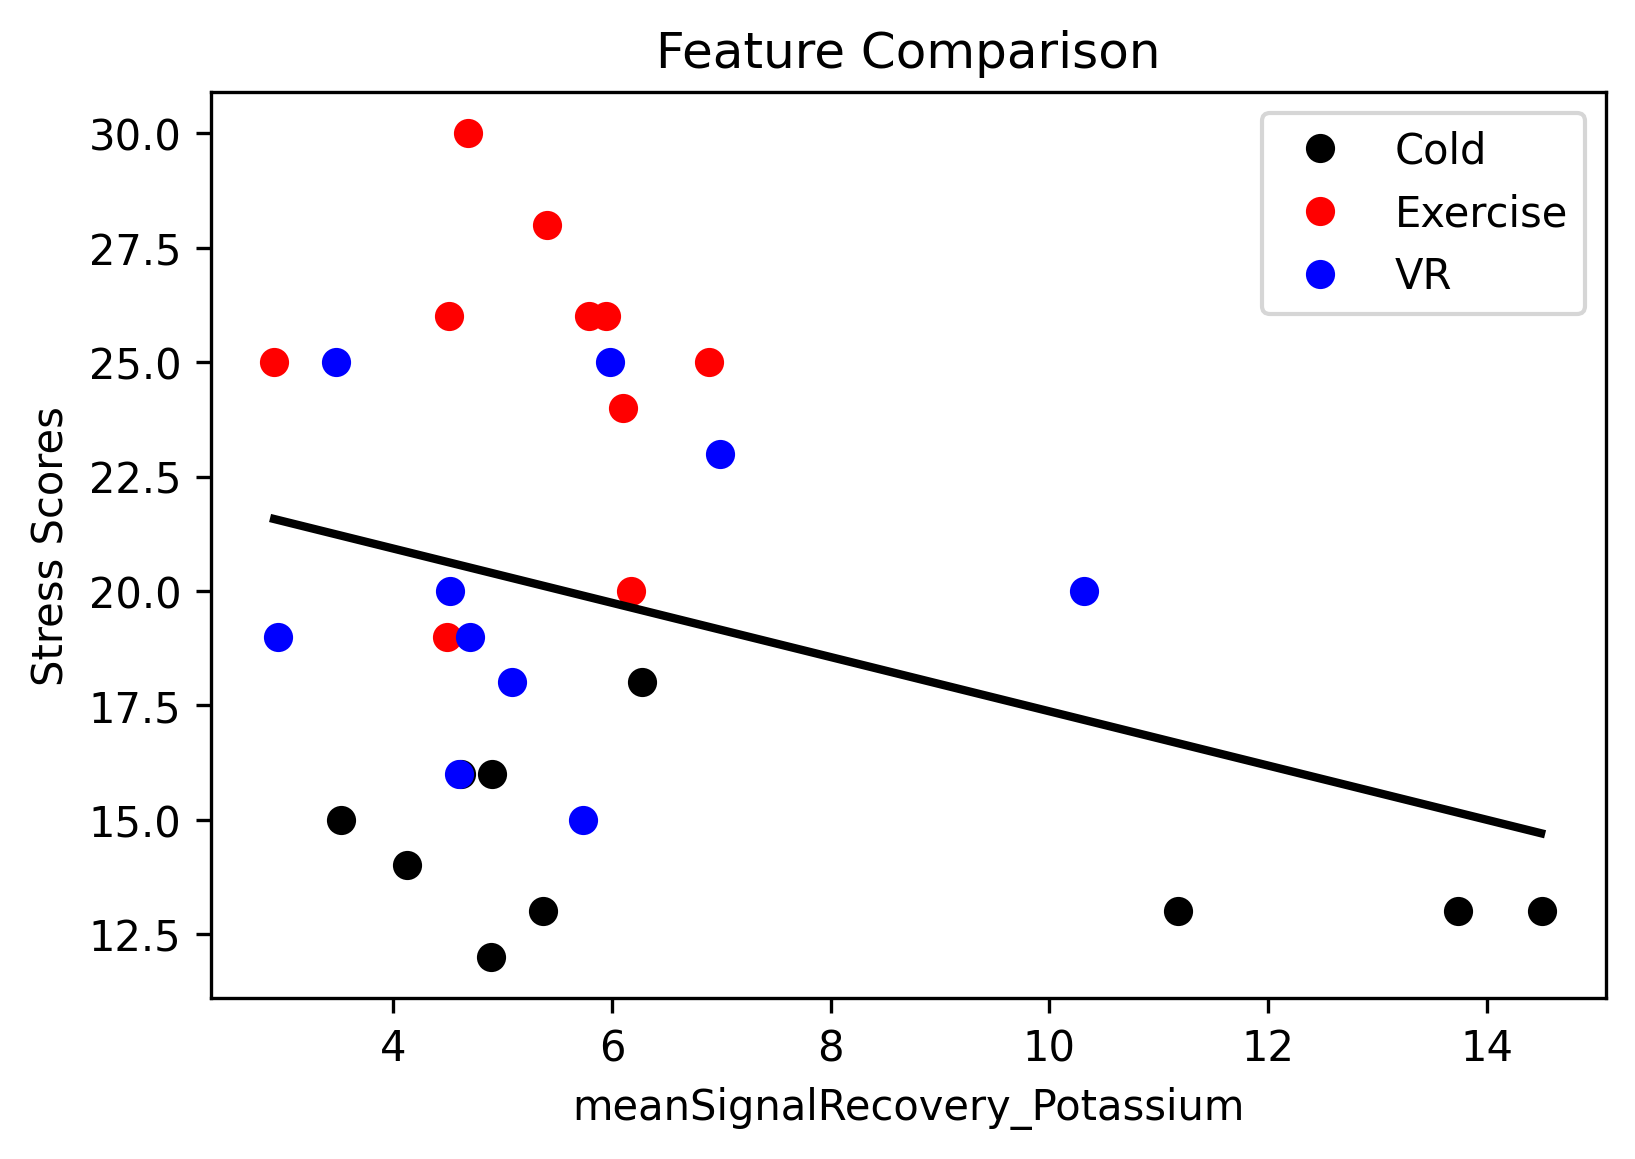 Feature Comparison
30.0
27.5
25.0
22.5
20.0
17.5
15.0
12.5
Stress Scores
Cold
Exercise
VR
4 6 8 10 12 14
meanSignalRecovery_Potassium